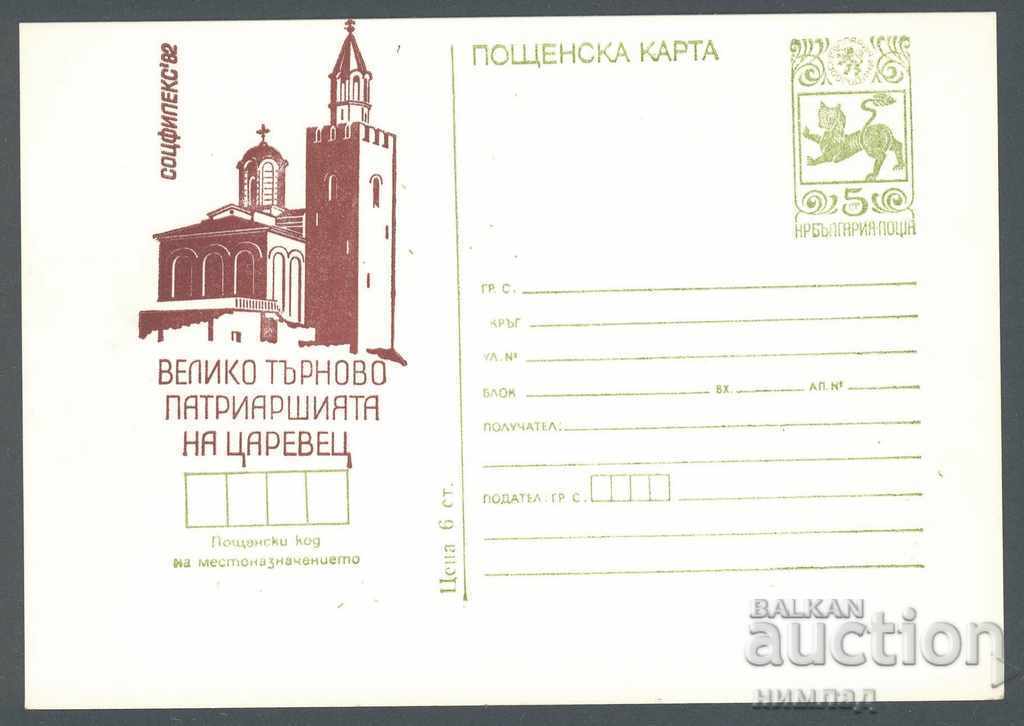 СОЦФИЛЕКС'82
ВЕЛИКО ТЪРНОВО
ПАТРИАРШИЯТА
НА ЦАРЕВЕЦ
Пощенски код
на местоназначението
Цена 6 ст.
ПОЩЕНСКА КАРТА
5 ст
НРБЪЛГАРИЯ·ПОЩА
ГР. С.
КРЪГ
УЛ. №
БЛОК ВХ. АП. №
ПОЛУЧАТЕЛ:
ПОДАТЕЛ: ГР С.
BALKAN
auction
НИМПАД